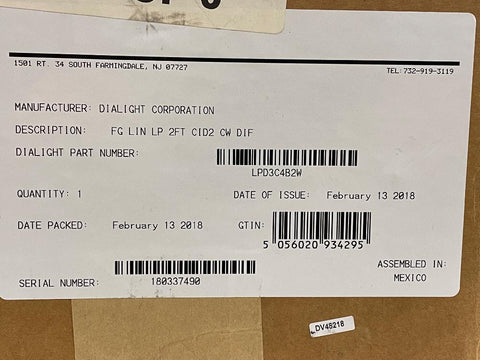 1501 RT. 34 SOUTH FARMINGDALE, NJ 07727
TEL: 732-919-3119
MANUFACTURER: DIALIGHT CORPORATION
DESCRIPTION: FG LIN LP 2FT CID2 CW DIF
DIALIGHT PART NUMBER:
LPD3C4B2W
QUANTITY: 1 DATE OF ISSUE: February 13 2018
DATE PACKED: February 13 2018 GTIN:
5 056020 934295
ASSEMBLED IN:
MEXICO
SERIAL NUMBER: 180337490
DV48218